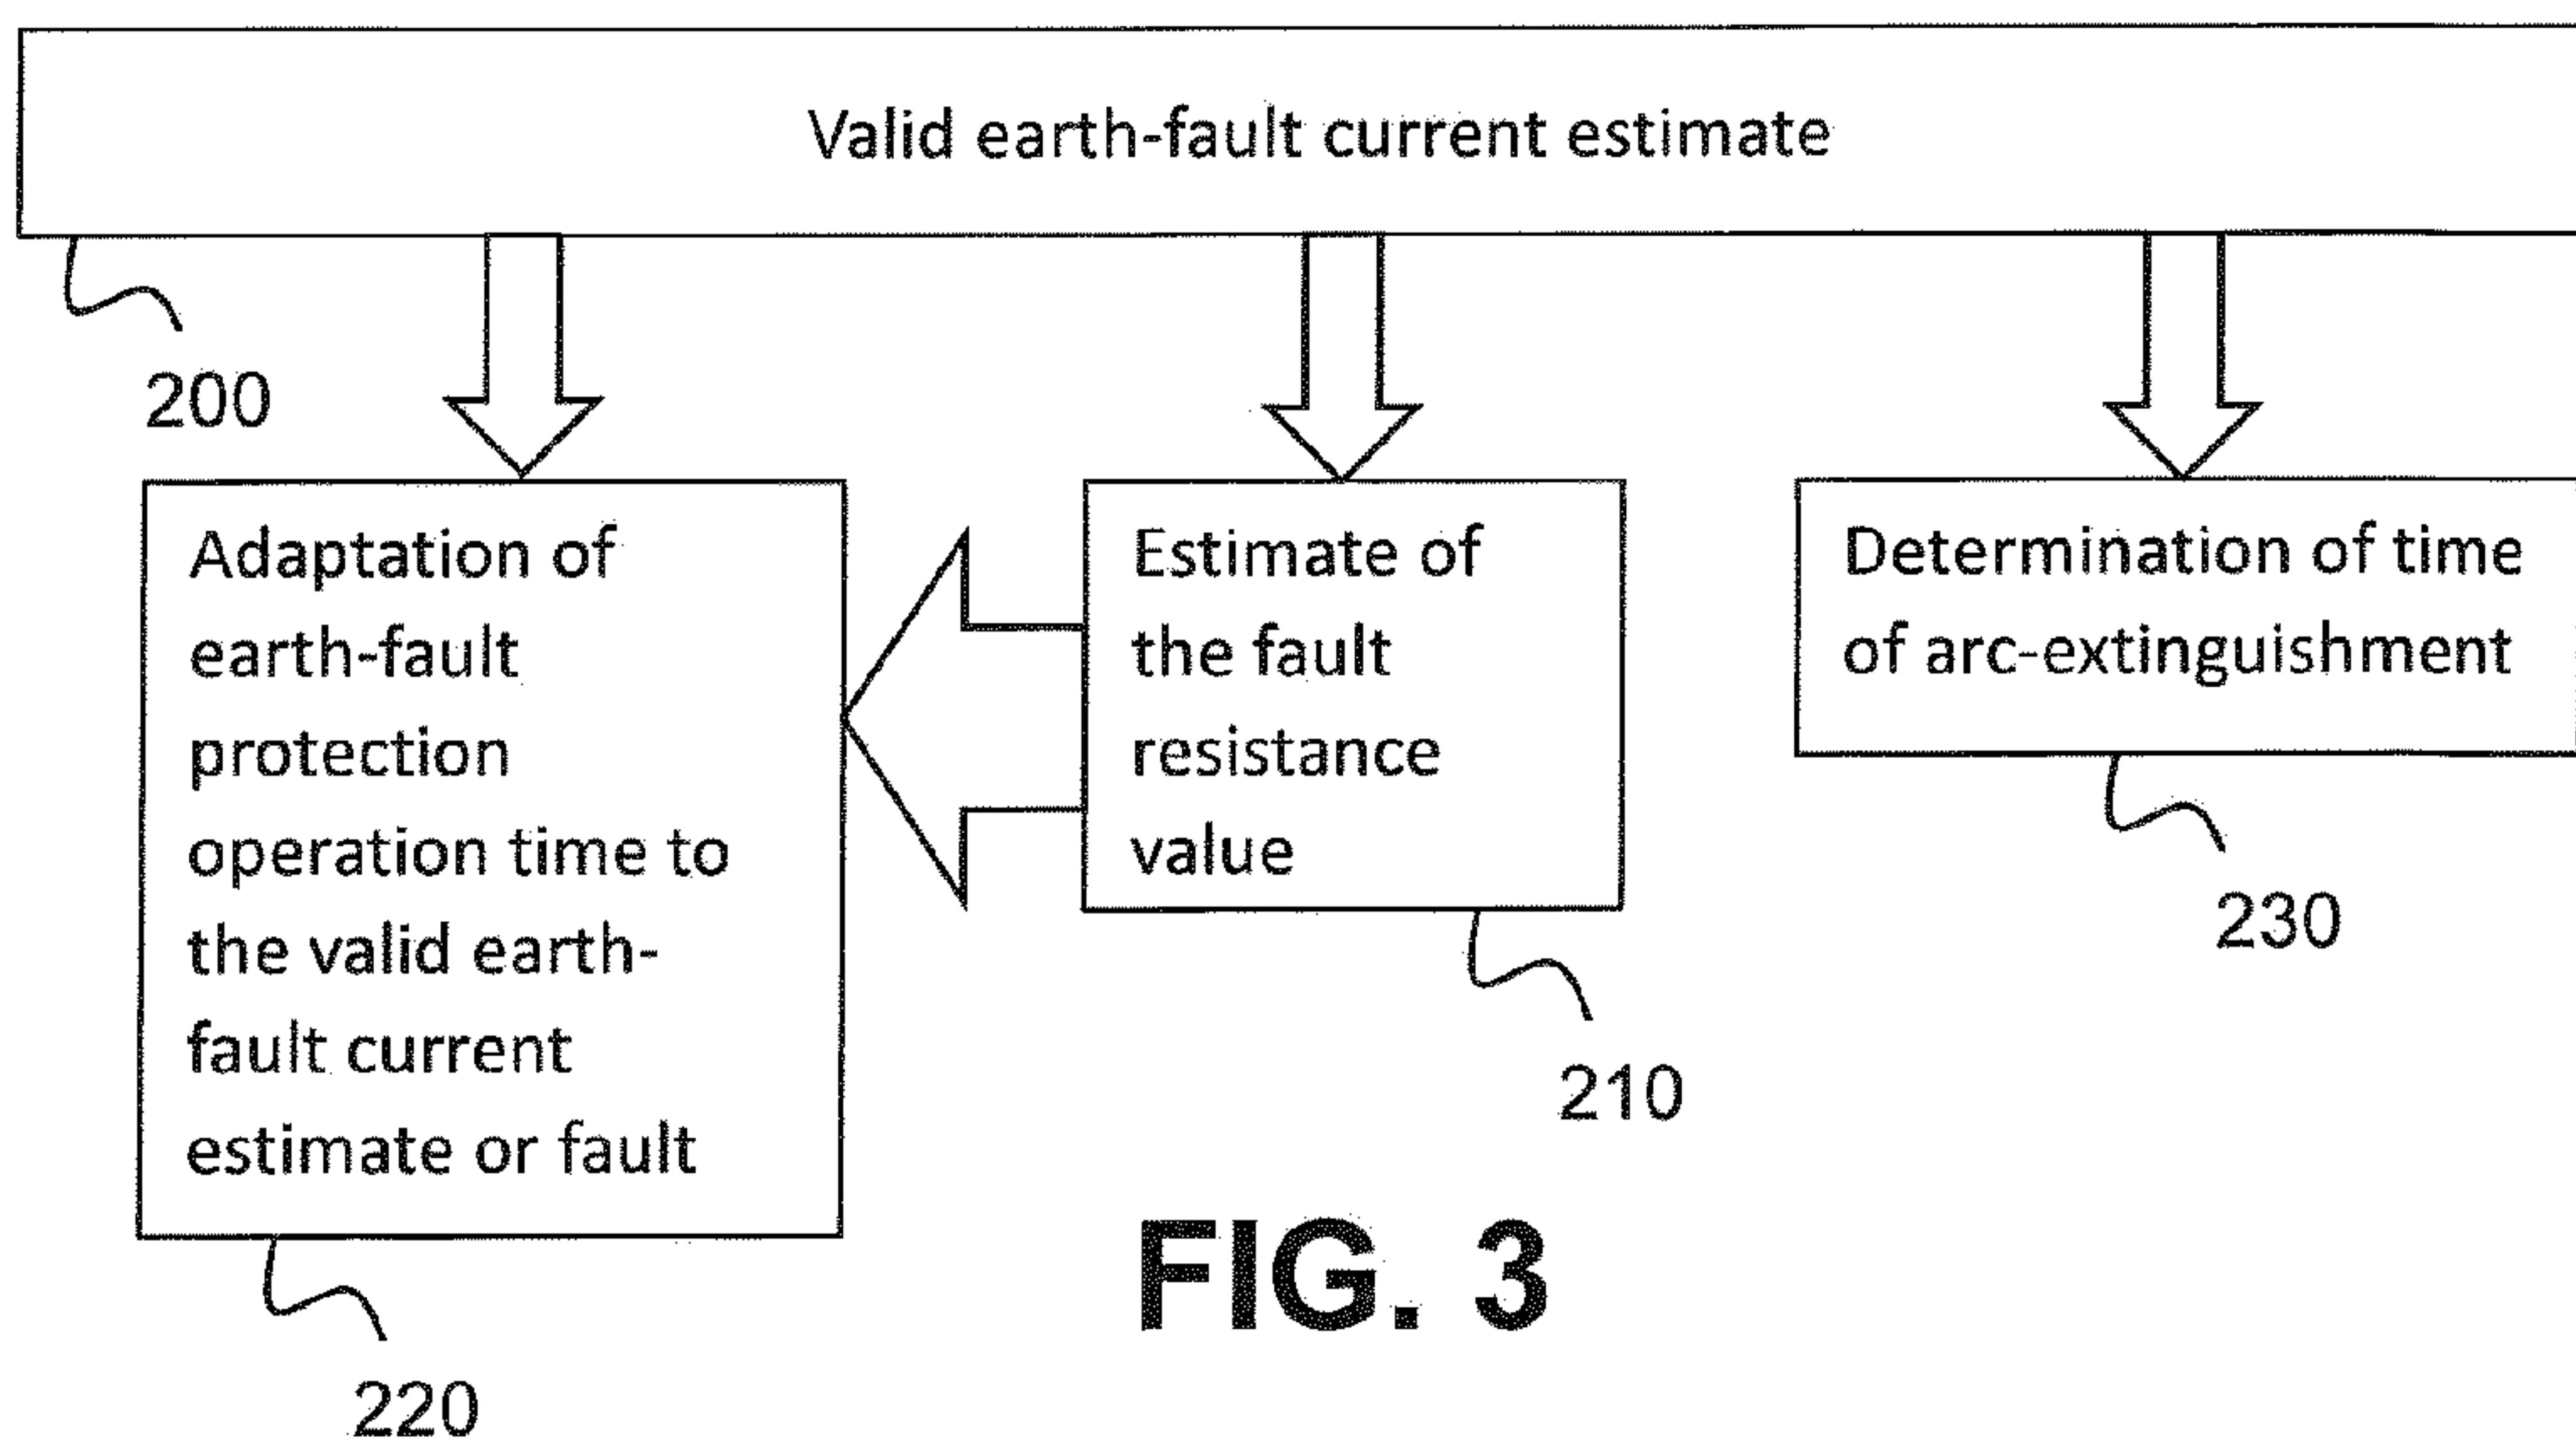 Valid earth-fault current estimate
200
Adaptation of
earth-fault
protection
operation time to
the valid earth-
fault current
estimate or fault
220
Estimate of
the fault
resistance
value
210
Determination of time
of arc-extinguishment
230
FIG. 3